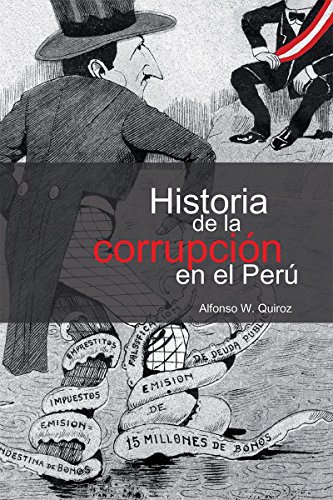 Historia
de la
corrupción
en el Perú
Alfonso W. Quiroz
EMPRESTITOS
IMPUESTOS
EMISION
CLANDESTINA DE BONOS
FALSIFICACION
DE DEUDA PUBL
EMISION
DE
15 MILLONES DE BONOS